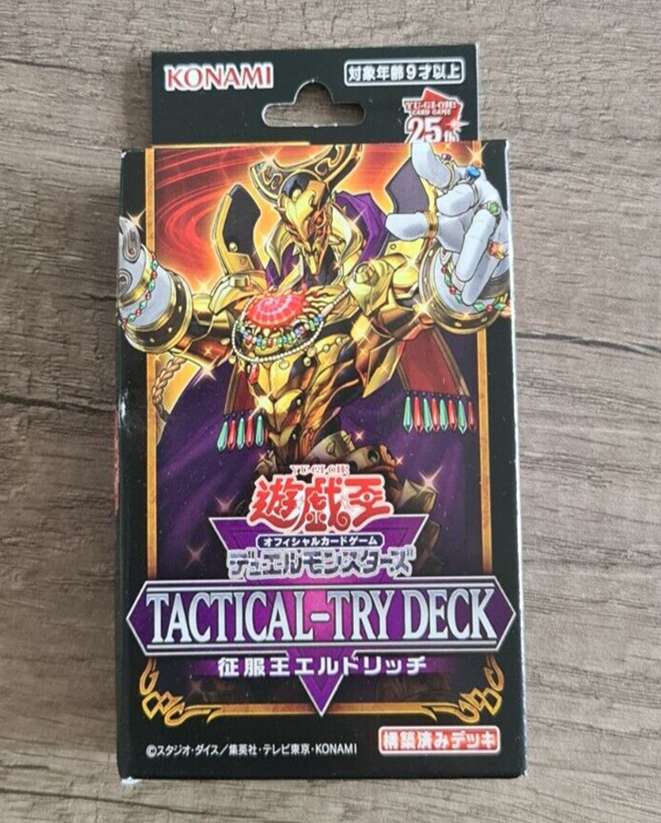 KONAMI
対象年齢9才以上
YU-GI-OH!
CARD GAME
25th
YU-GI-OH!
遊戯王
オフィシャルカードゲーム
デュエルモンスターズ
TACTICAL-TRY DECK
征服王エルドリッチ
©スタジオ・ダイス／集英社・テレビ東京・KONAMI
構築済みデッキ